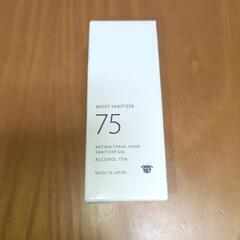 MOIST SANITIZER
75
ANTIBACTERIAL HAND
SANITIZER GEL
ALCOHOL 75%
MADE IN JAPAN